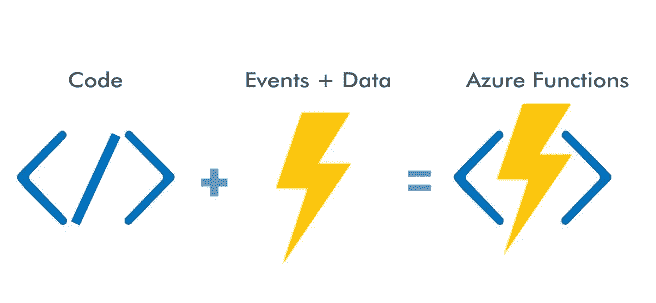 Code
Events + Data
Azure Functions
</>
+
=